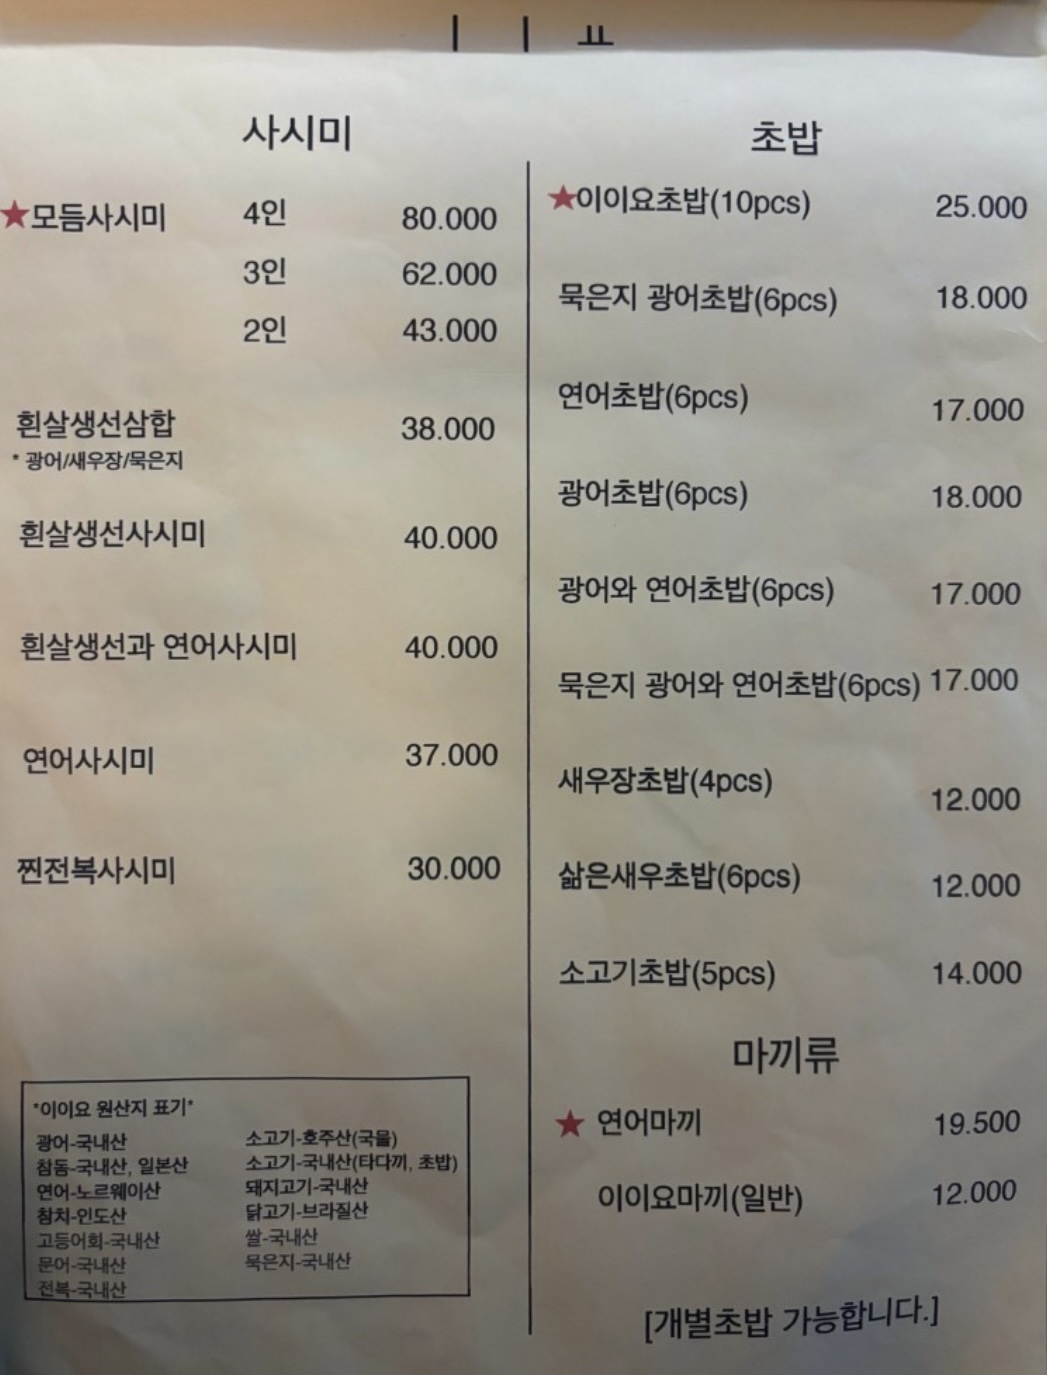 사시미
★모듬사시미 4인 80.000
3인 62.000
2인 43.000
흰살생선삼합 38.000
* 광어/새우장/묵은지
흰살생선사시미 40.000
흰살생선과 연어사시미 40.000
연어사시미 37.000
찐전복사시미 30.000
*이이요 원산지 표기*
광어-국내산
참돔-국내산, 일본산
연어-노르웨이산
참치-인도산
고등어회-국내산
문어-국내산
전복-국내산
소고기-호주산(국물)
소고기-국내산(타다끼, 초밥)
돼지고기-국내산
닭고기-브라질산
쌀-국내산
묵은지-국내산
초밥
★이이요초밥(10pcs) 25.000
묵은지 광어초밥(6pcs) 18.000
연어초밥(6pcs) 17.000
광어초밥(6pcs) 18.000
광어와 연어초밥(6pcs) 17.000
묵은지 광어와 연어초밥(6pcs) 17.000
새우장초밥(4pcs) 12.000
삶은새우초밥(6pcs) 12.000
소고기초밥(5pcs) 14.000
마끼류
★ 연어마끼 19.500
이이요마끼(일반) 12.000
[개별초밥 가능합니다.]